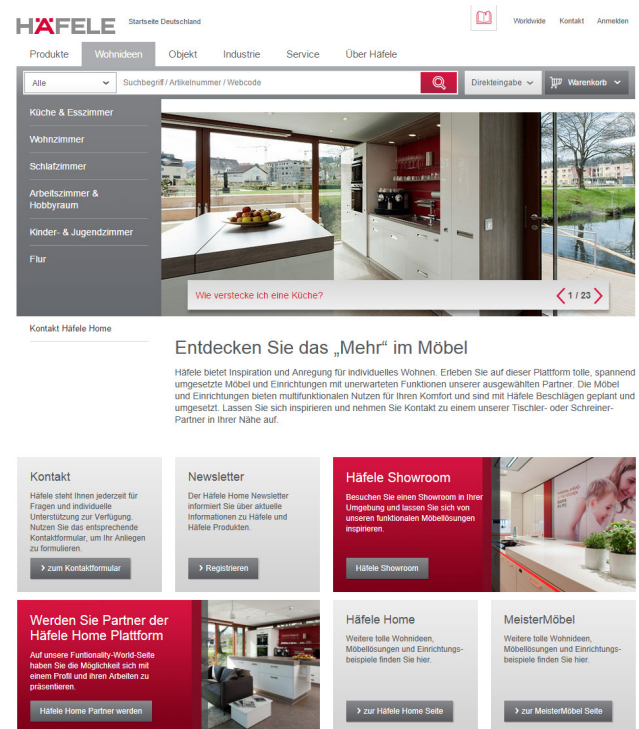 HÄFELE
Startseite Deutschland
Worldwide Kontakt Anmelden
Produkte Wohnideen Objekt Industrie Service Über Häfele
Alle Suchbegriff / Artikelnummer / Webcode Direkteingabe Warenkorb
Küche & Esszimmer
Wohnzimmer
Schlafzimmer
Arbeitszimmer &
Hobbyraum
Kinder- & Jugendzimmer
Flur
Wie verstecke ich eine Küche?
1 / 23
Kontakt Häfele Home
Entdecken Sie das „Mehr“ im Möbel
Häfele bietet Inspiration und Anregung für individuelles Wohnen. Erleben Sie auf dieser Plattform tolle, spannend
umgesetzte Möbel und Einrichtungen mit unerwarteten Funktionen unserer ausgewählten Partner. Die Möbel
und Einrichtungen bieten multifunktionalen Nutzen für Ihren Komfort und sind mit Häfele Beschlägen geplant und
umgesetzt. Lassen Sie sich inspirieren und nehmen Sie Kontakt zu einem unserer Tischler- oder Schreiner-
Partner in Ihrer Nähe auf.
Kontakt
Häfele steht Ihnen jederzeit für
Fragen und individuelle
Unterstützung zur Verfügung.
Nutzen Sie das entsprechende
Kontaktformular, um Ihr Anliegen
zu formulieren.
> zum Kontaktformular
Newsletter
Der Häfele Home Newsletter
informiert Sie über aktuelle
Informationen zu Häfele und
Häfele Produkten.
> Registrieren
Häfele Showroom
Besuchen Sie einen Showroom in Ihrer
Umgebung und lassen Sie sich von
unseren funktionalen Möbellösungen
inspirieren.
Häfele Showroom
Werden Sie Partner der
Häfele Home Plattform
Auf unsere Funtionality-World-Seite
haben Sie die Möglichkeit sich mit
einem Profil und ihren Arbeiten zu
präsentieren.
Häfele Home Partner werden
Häfele Home
Weitere tolle Wohnideen,
Möbellösungen und Einrichtungs-
beispiele finden Sie hier.
> zur Häfele Home Seite
MeisterMöbel
Weitere tolle Wohnideen,
Möbellösungen und Einrichtungs-
beispiele finden Sie hier.
> zur MeisterMöbel Seite